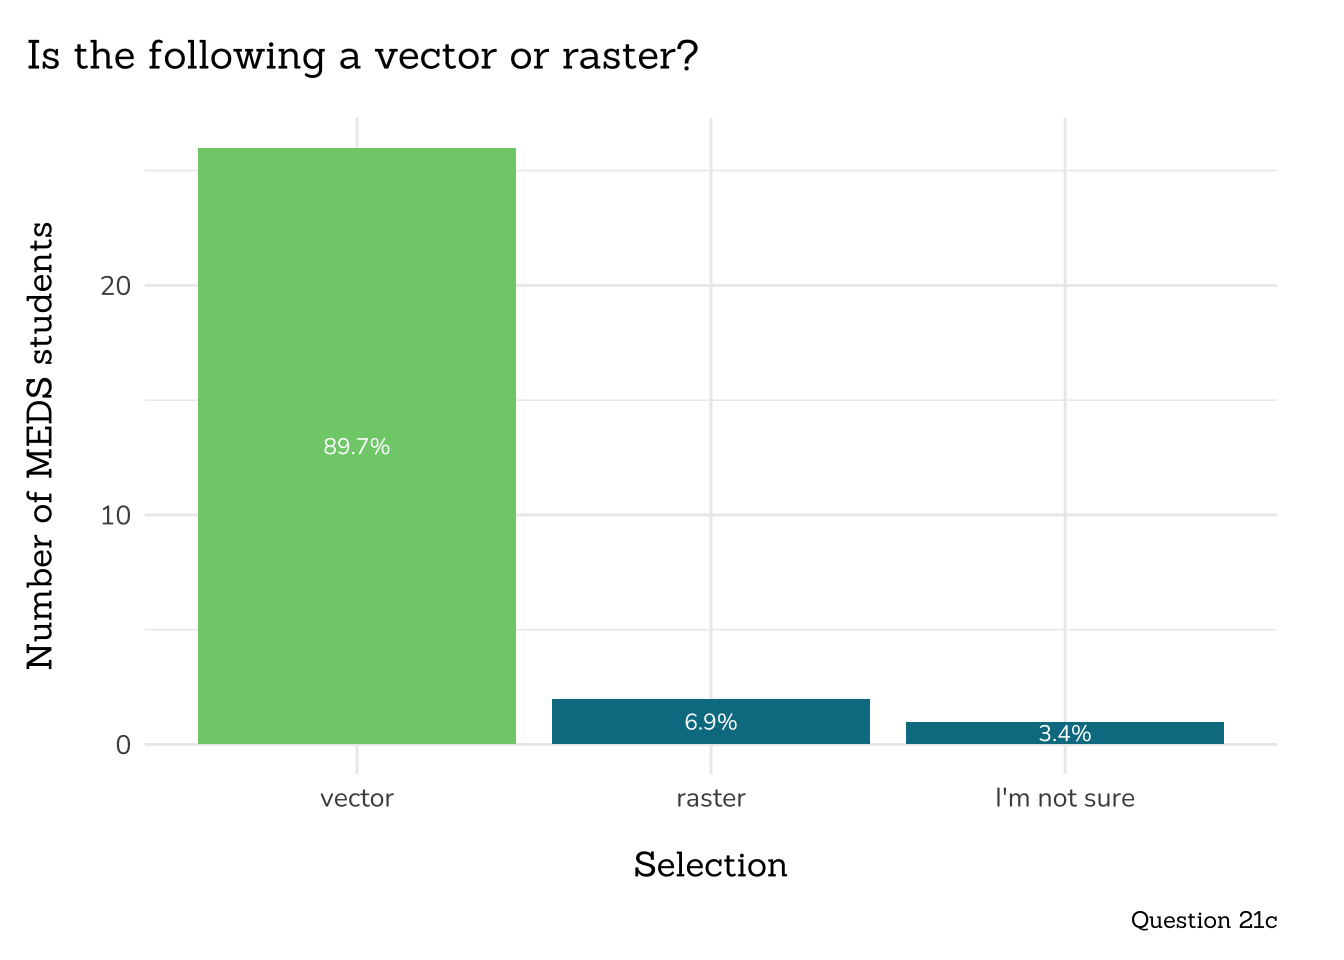 Is the following a vector or raster?
Number of MEDS students
20
10
0
89.7%
6.9%
3.4%
vector
raster
I'm not sure
Selection
Question 21c